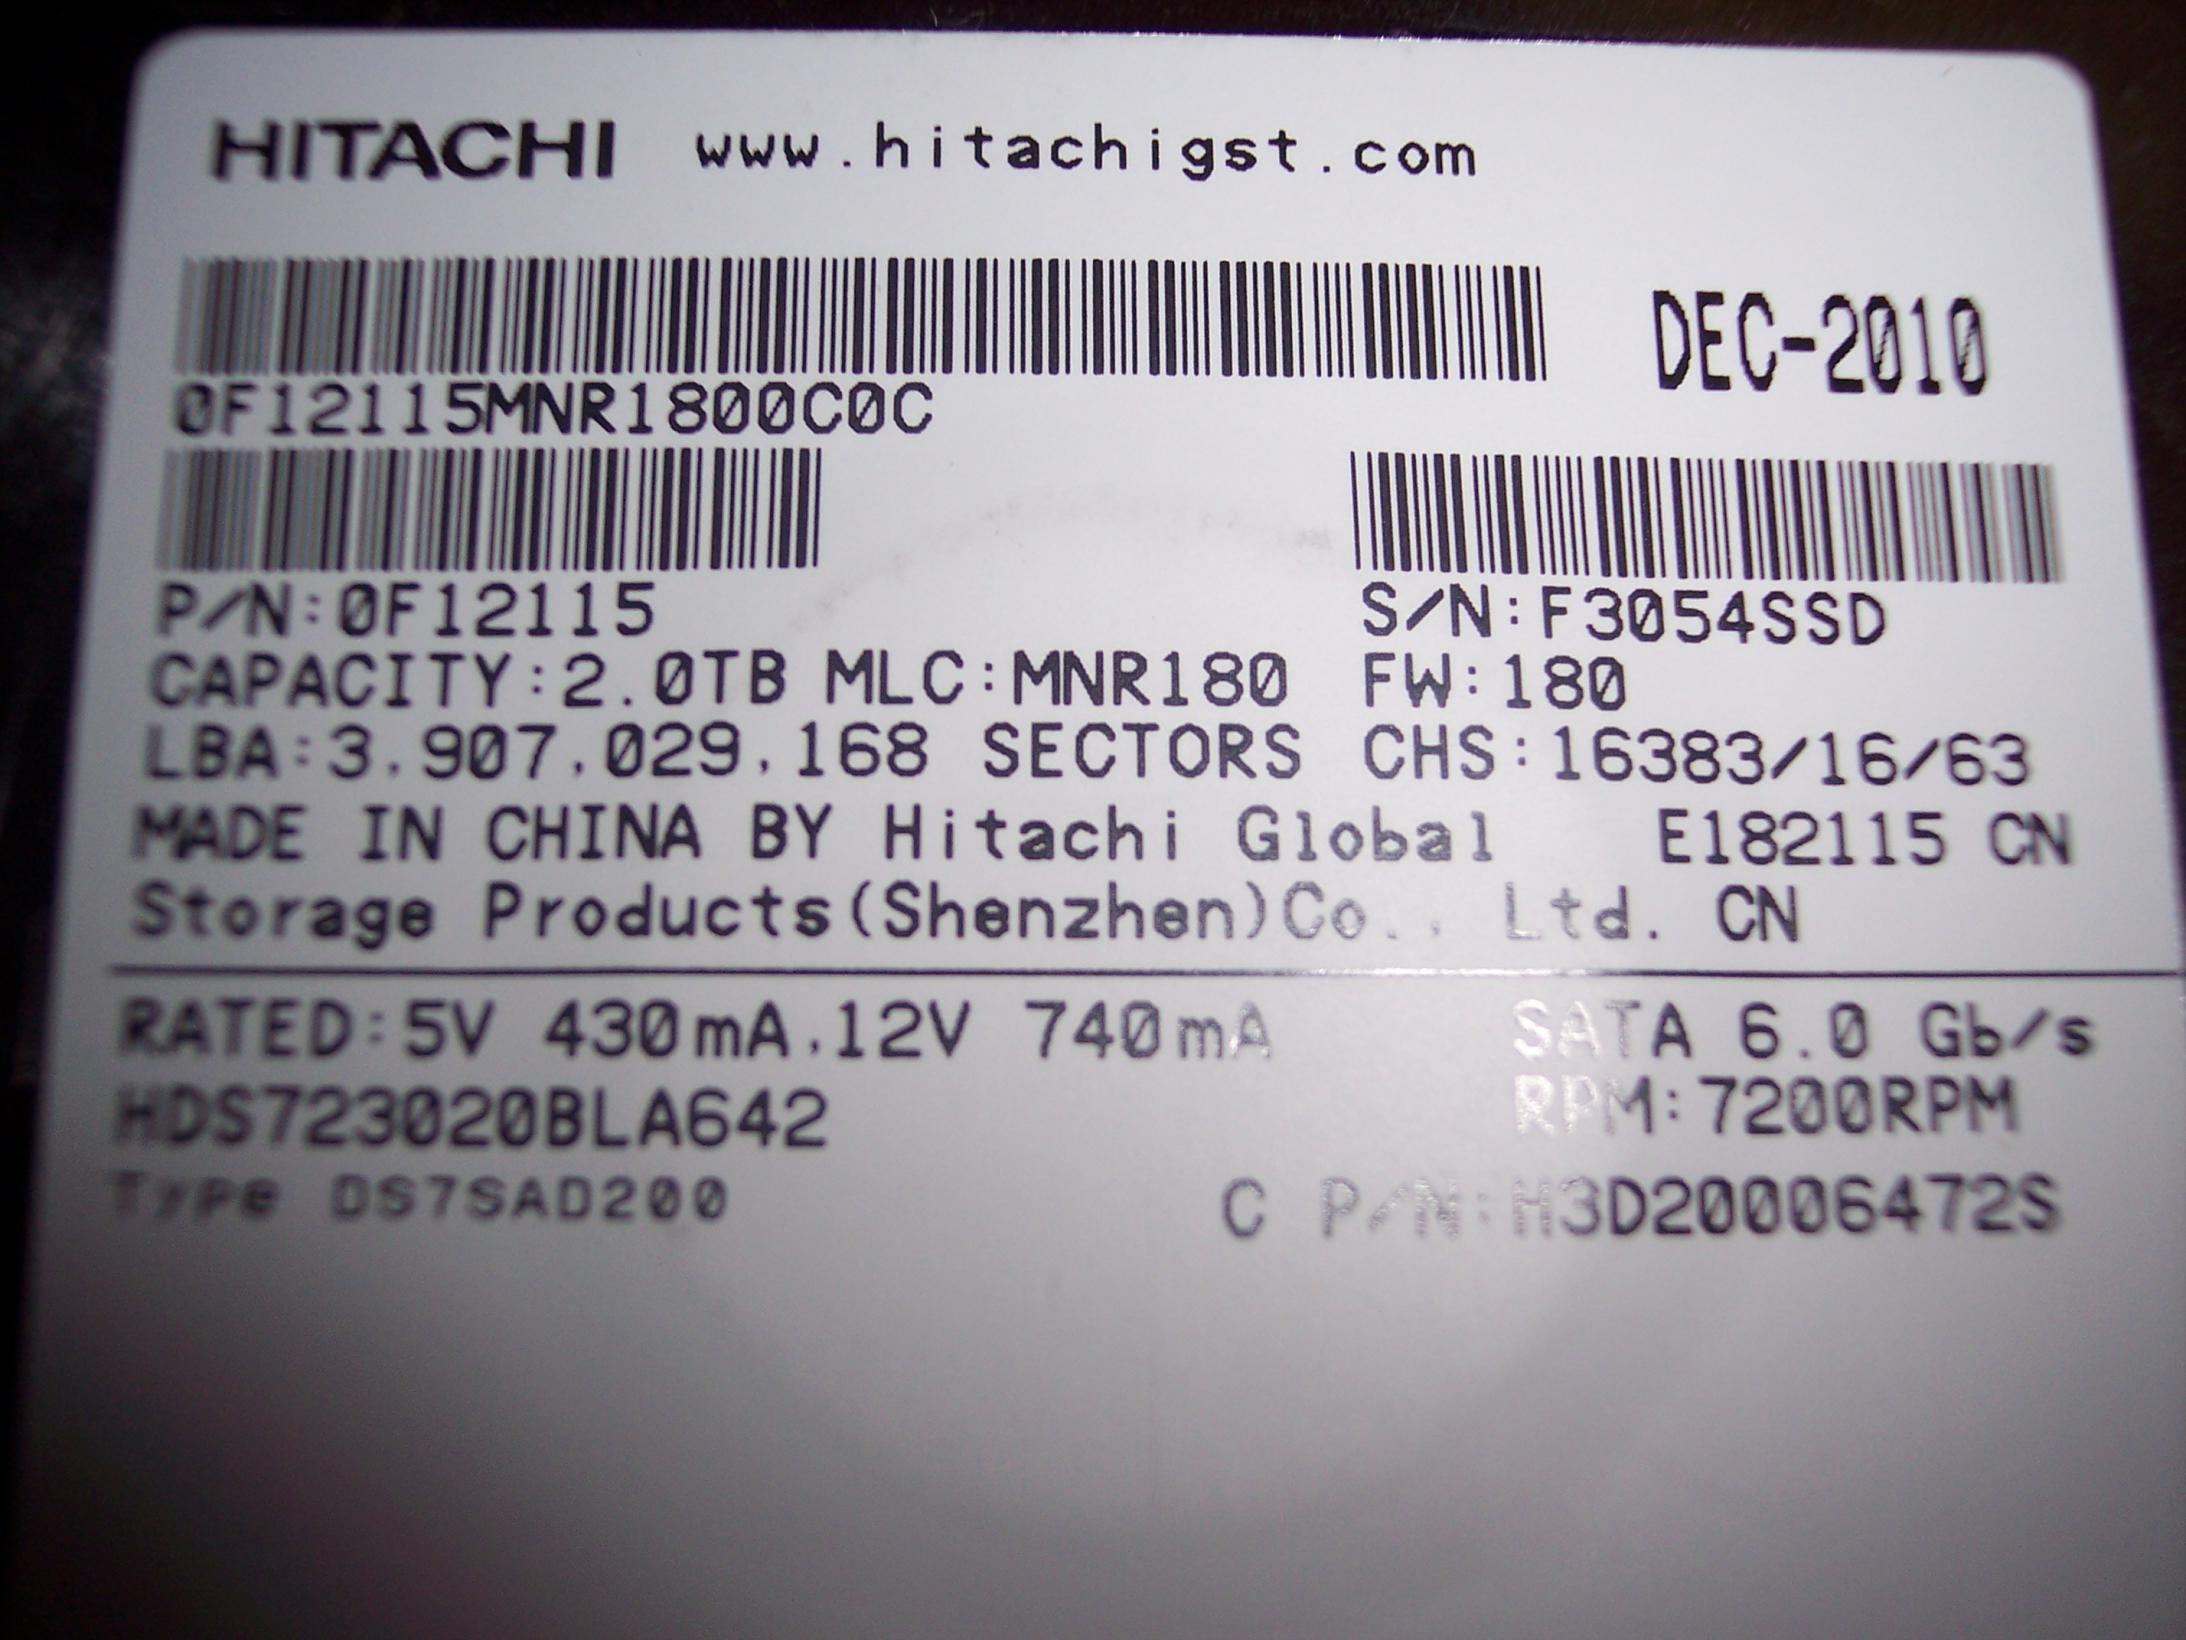 HITACHI www.hitachigst.com
DEC-2010
0F12115MNR1800C0C
P/N:0F12115 S/N:F3054SSD
CAPACITY:2.0TB MLC:MNR180 FW:180
LBA:3,907,029,168 SECTORS CHS:16383/16/63
MADE IN CHINA BY Hitachi Global E182115 CN
Storage Products(Shenzhen)Co., Ltd. CN
RATED:5V 430mA,12V 740mA SATA 6.0 Gb/s
HDS723020BLA642 RPM:7200RPM
Type DS7SAD200 C P/N:H3D20006472S